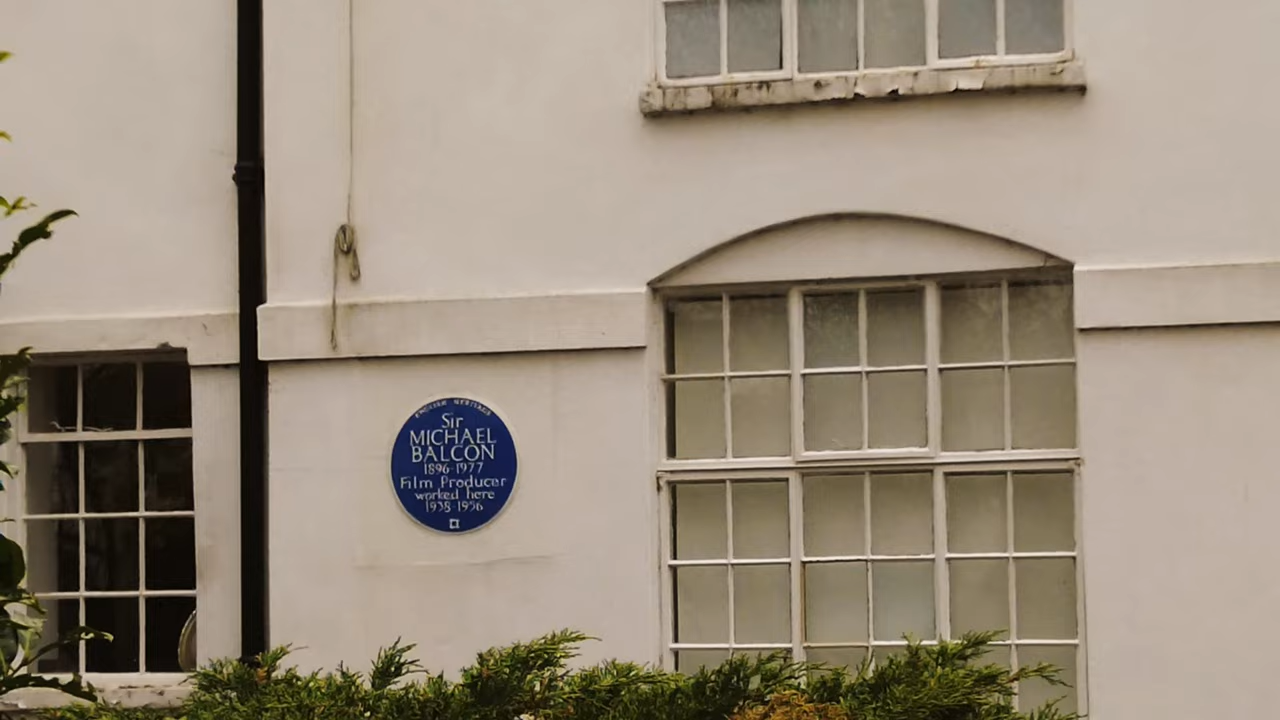 ENGLISH HERITAGE
Sir
MICHAEL
BALCON
1896-1977
Film Producer
worked here
1938-1956